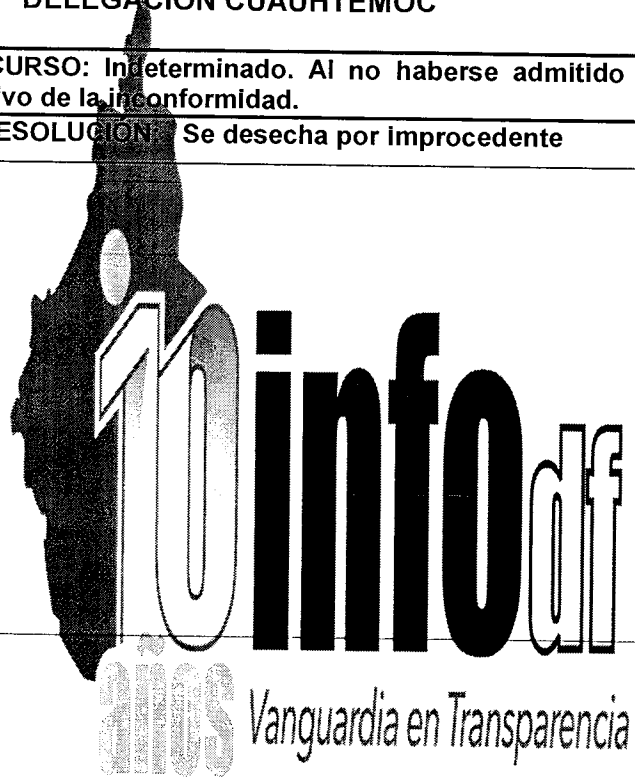 DELEGACIÓN CUAUHTÉMOC
CURSO: Indeterminado. Al no haberse admitido
vo de la inconformidad.
ESOLUCIÓN: Se desecha por improcedente
10 info df
años Vanguardia en Transparencia